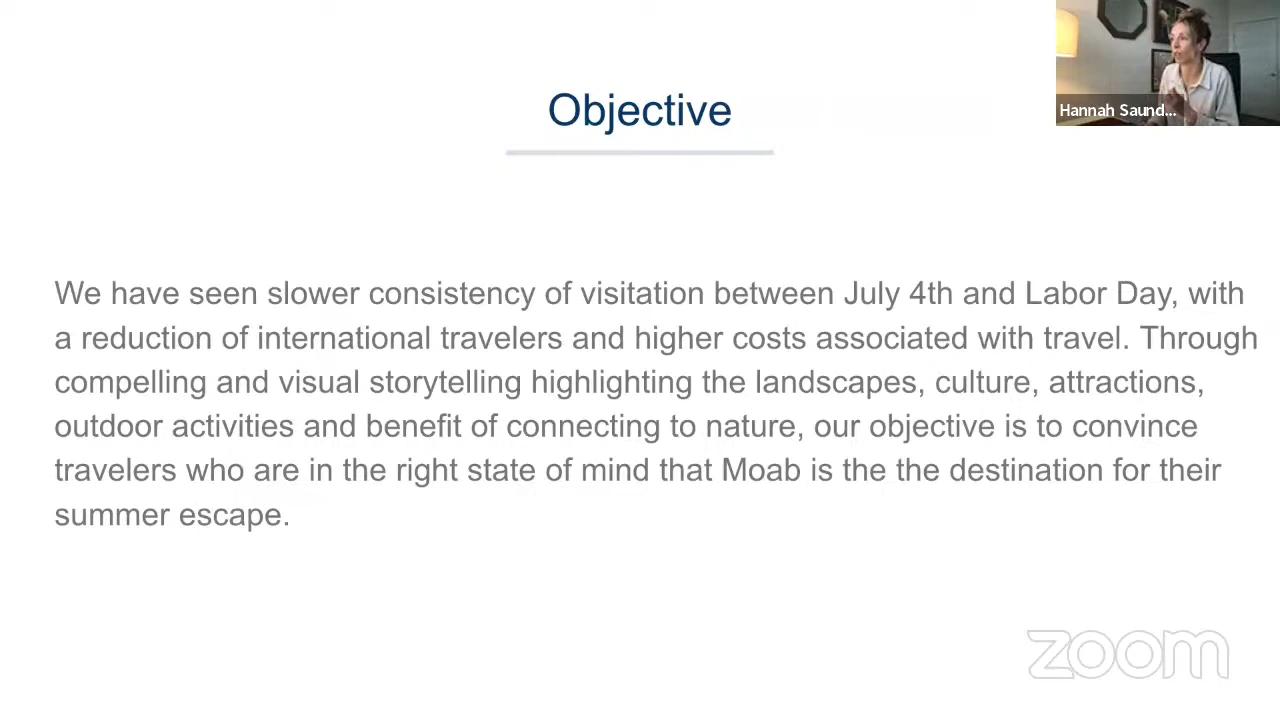 Objective
Hannah Saund...
We have seen slower consistency of visitation between July 4th and Labor Day, with
a reduction of international travelers and higher costs associated with travel. Through
compelling and visual storytelling highlighting the landscapes, culture, attractions,
outdoor activities and benefit of connecting to nature, our objective is to convince
travelers who are in the right state of mind that Moab is the the destination for their
summer escape.
zoom